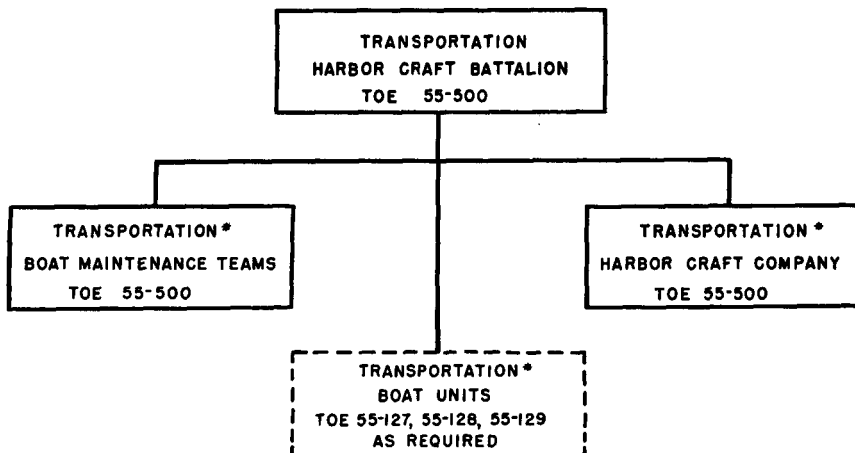 TRANSPORTATION
HARBOR CRAFT BATTALION
TOE 55-500
TRANSPORTATION*
BOAT MAINTENANCE TEAMS
TOE 55-500
TRANSPORTATION*
HARBOR CRAFT COMPANY
TOE 55-500
TRANSPORTATION*
BOAT UNITS
TOE 55-127, 55-128, 55-129
AS REQUIRED